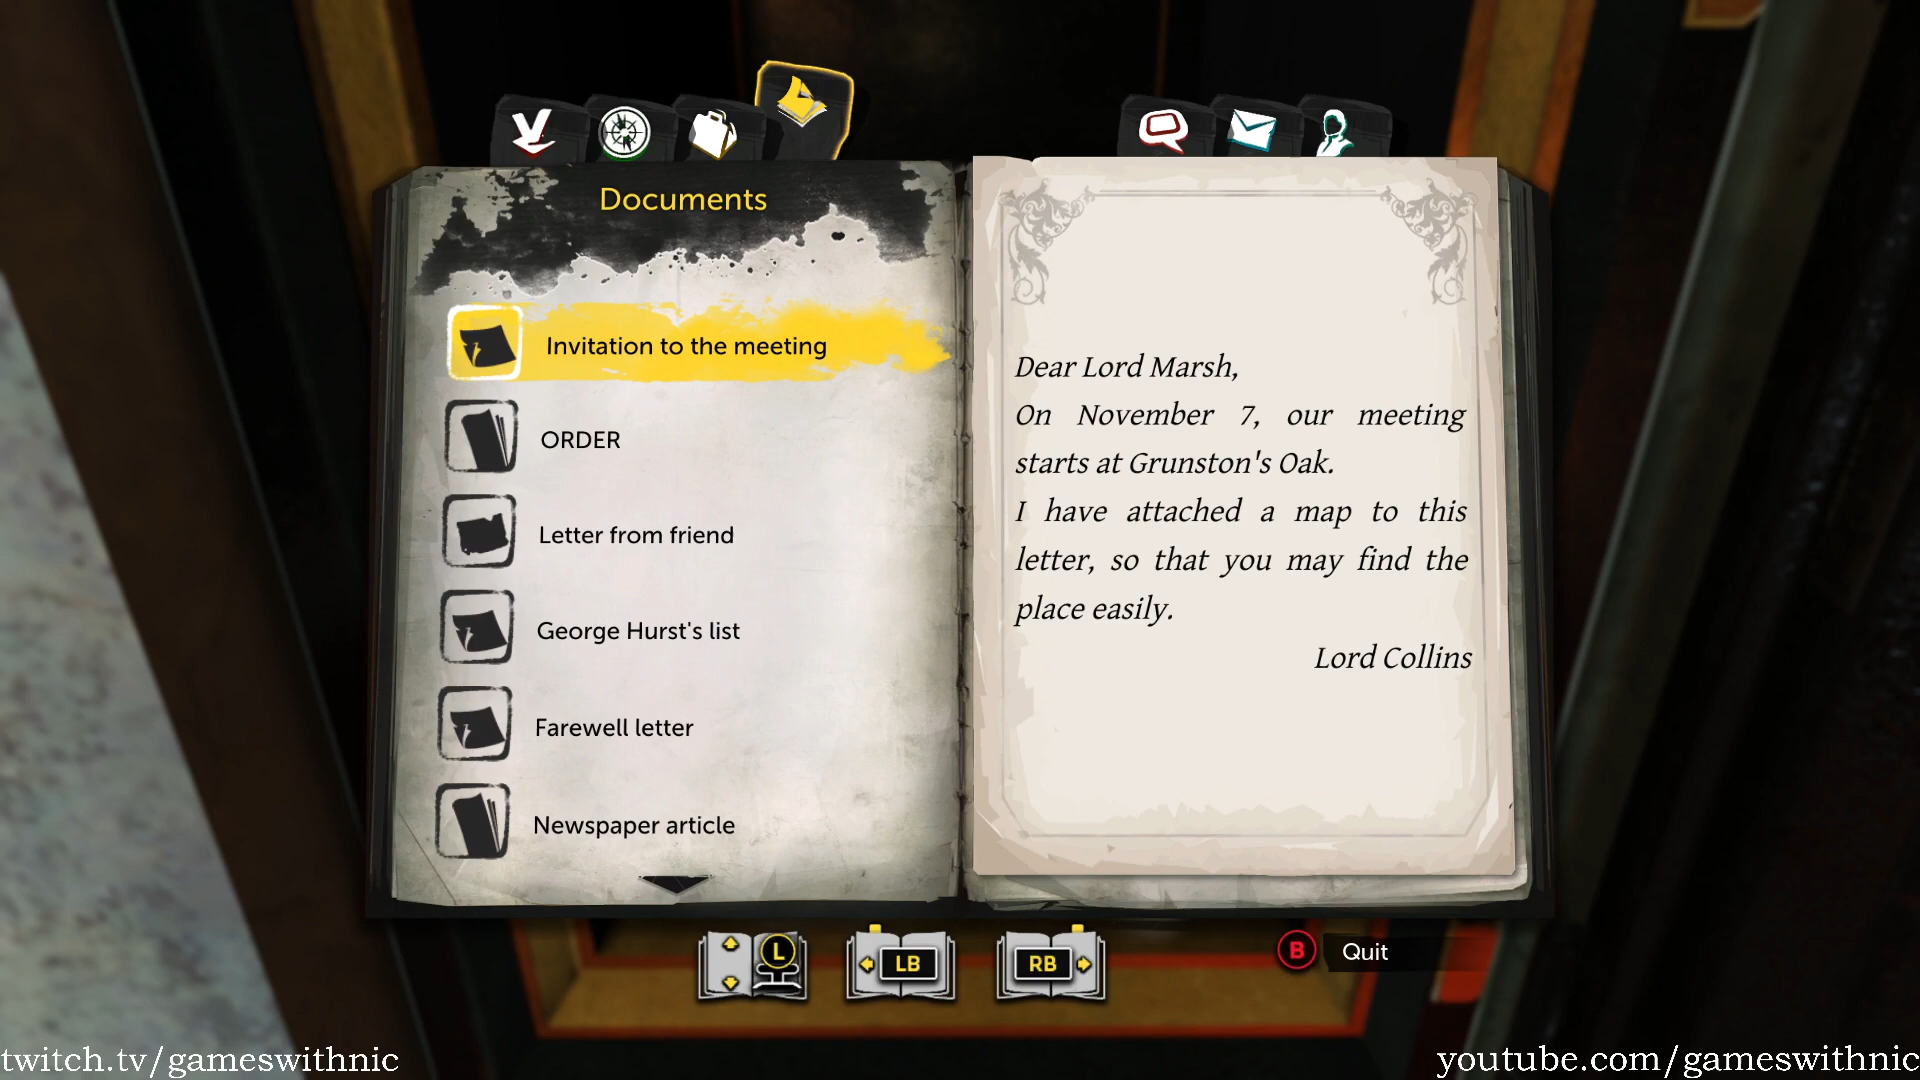 Documents
Invitation to the meeting
ORDER
Letter from friend
George Hurst's list
Farewell letter
Newspaper article
Dear Lord Marsh,
On November 7, our meeting
starts at Grunston's Oak.
I have attached a map to this
letter, so that you may find the
place easily.
Lord Collins
L
LB
RB
B Quit
twitch.tv/gameswithnic
youtube.com/gameswithnic